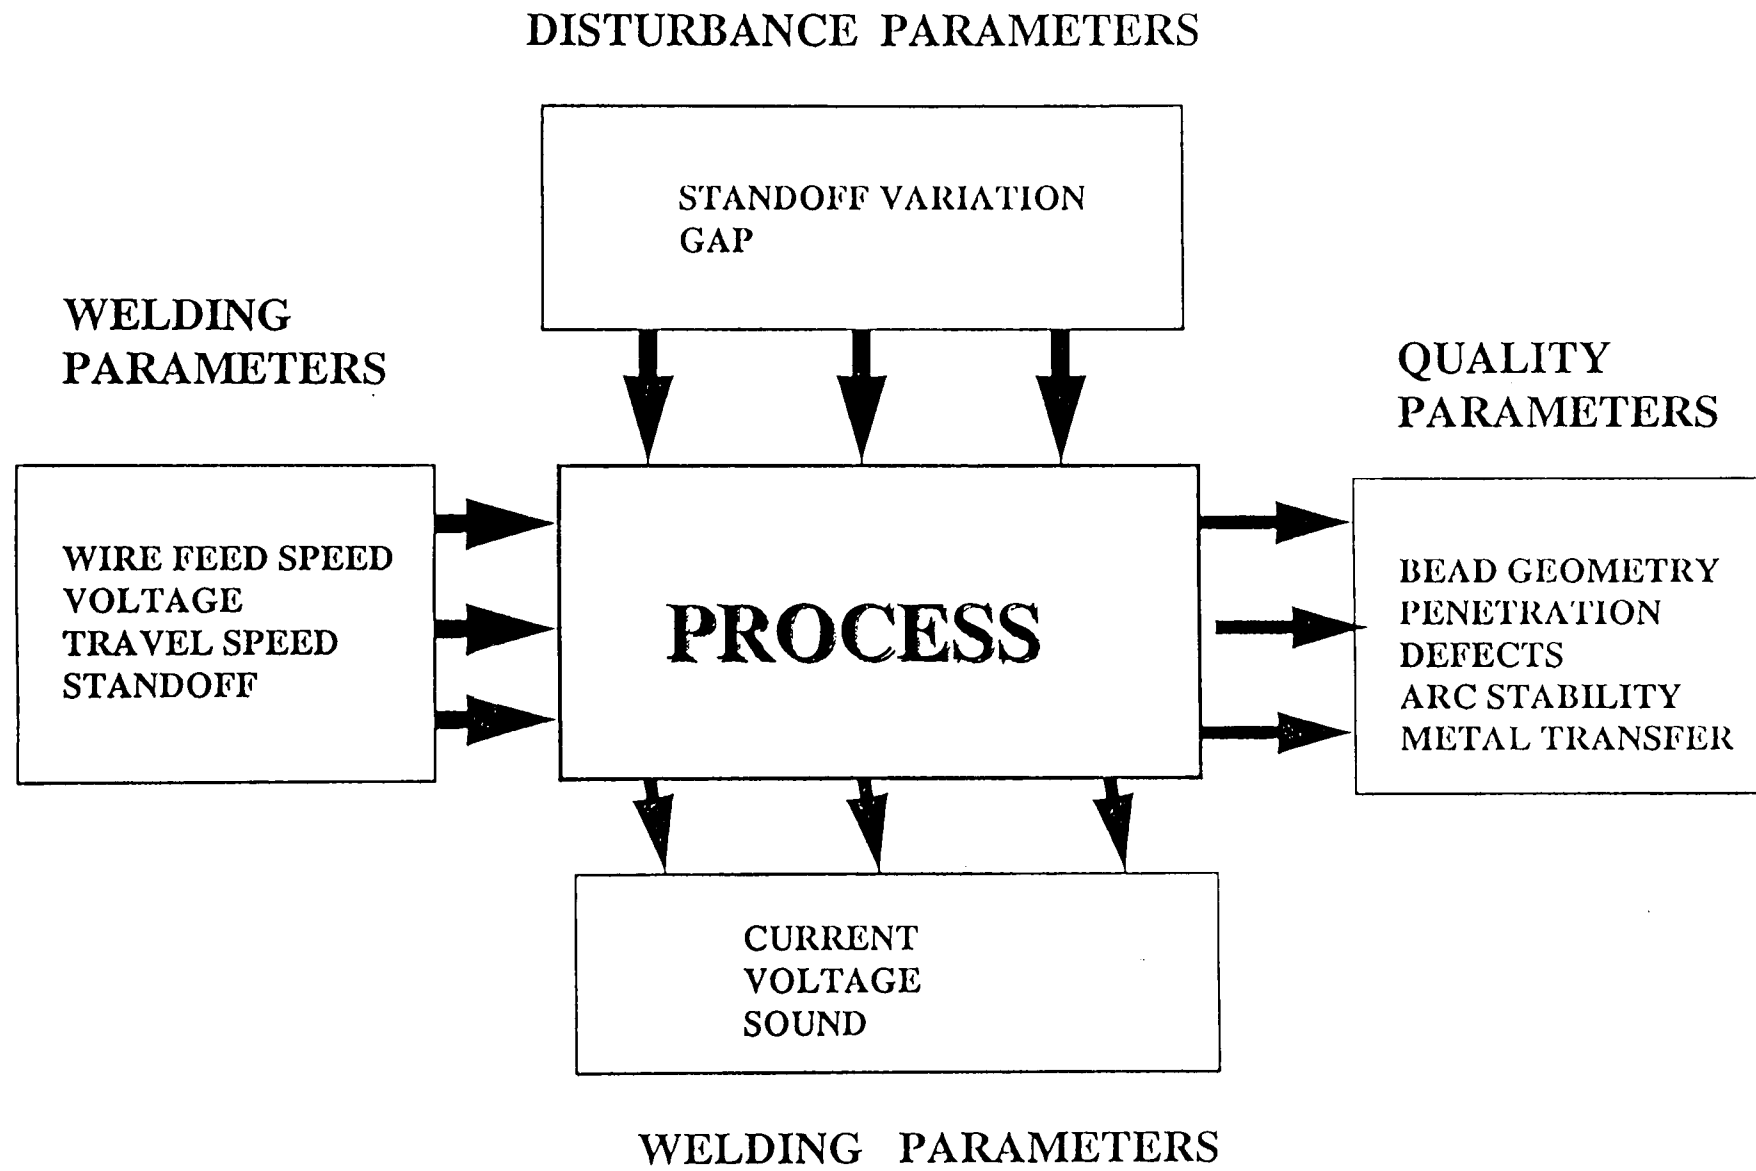 DISTURBANCE PARAMETERS
STANDOFF VARIATION
GAP
WELDING
PARAMETERS
WIRE FEED SPEED
VOLTAGE
TRAVEL SPEED
STANDOFF
PROCESS
QUALITY
PARAMETERS
BEAD GEOMETRY
PENETRATION
DEFECTS
ARC STABILITY
METAL TRANSFER
CURRENT
VOLTAGE
SOUND
WELDING PARAMETERS